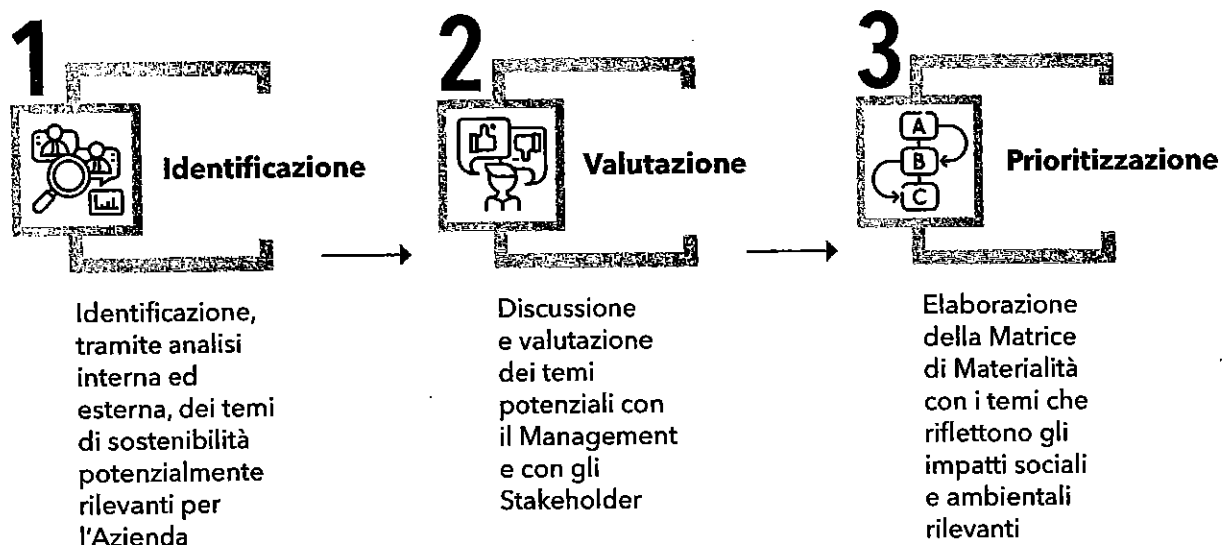 1
Identificazione
Identificazione,
tramite analisi
interna ed
esterna, dei temi
di sostenibilità
potenzialmente
rilevanti per
l'Azienda
2
Valutazione
Discussione
e valutazione
dei temi
potenziali con
il Management
e con gli
Stakeholder
3
A
B
C
Prioritizzazione
Elaborazione
della Matrice
di Materialità
con i temi che
riflettono gli
impatti sociali
e ambientali
rilevanti